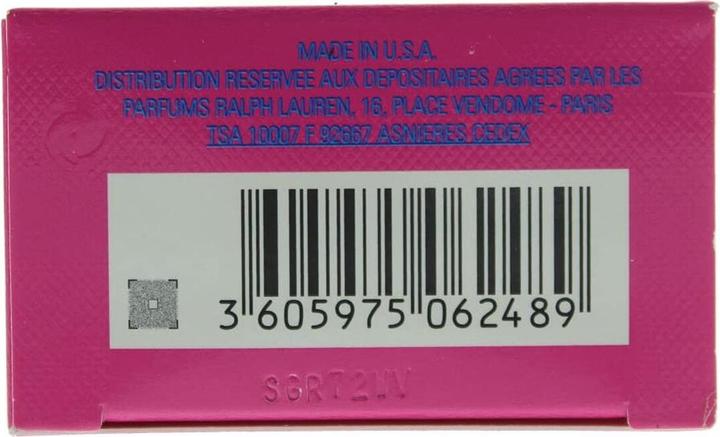 MADE IN U.S.A.
DISTRIBUTION RESERVEE AUX DEPOSITAIRES AGREES PAR LES
PARFUMS RALPH LAUREN, 16, PLACE VENDOME - PARIS
TSA 10007 F 92667 ASNIERES CEDEX
3 605975 062489